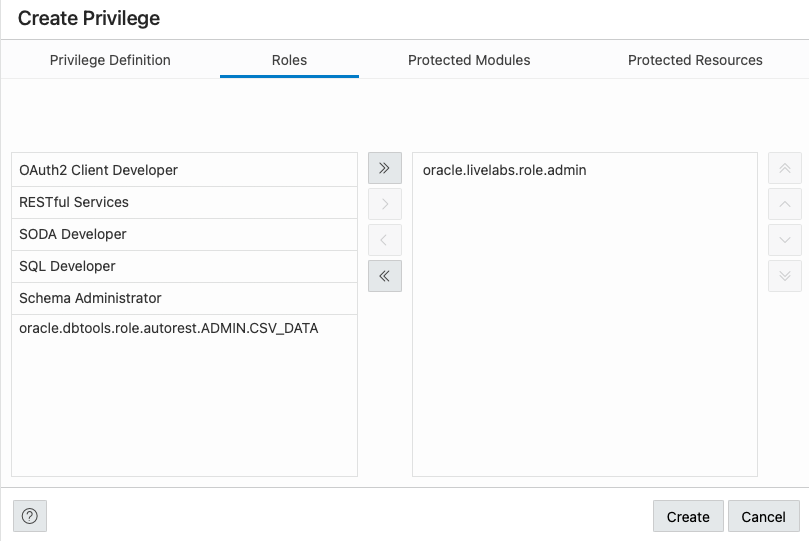 Create Privilege
Privilege Definition
Roles
Protected Modules
Protected Resources
OAuth2 Client Developer
RESTful Services
SODA Developer
SQL Developer
Schema Administrator
oracle.dbtools.role.autorest.ADMIN.CSV_DATA
oracle.livelabs.role.admin
?
Create
Cancel